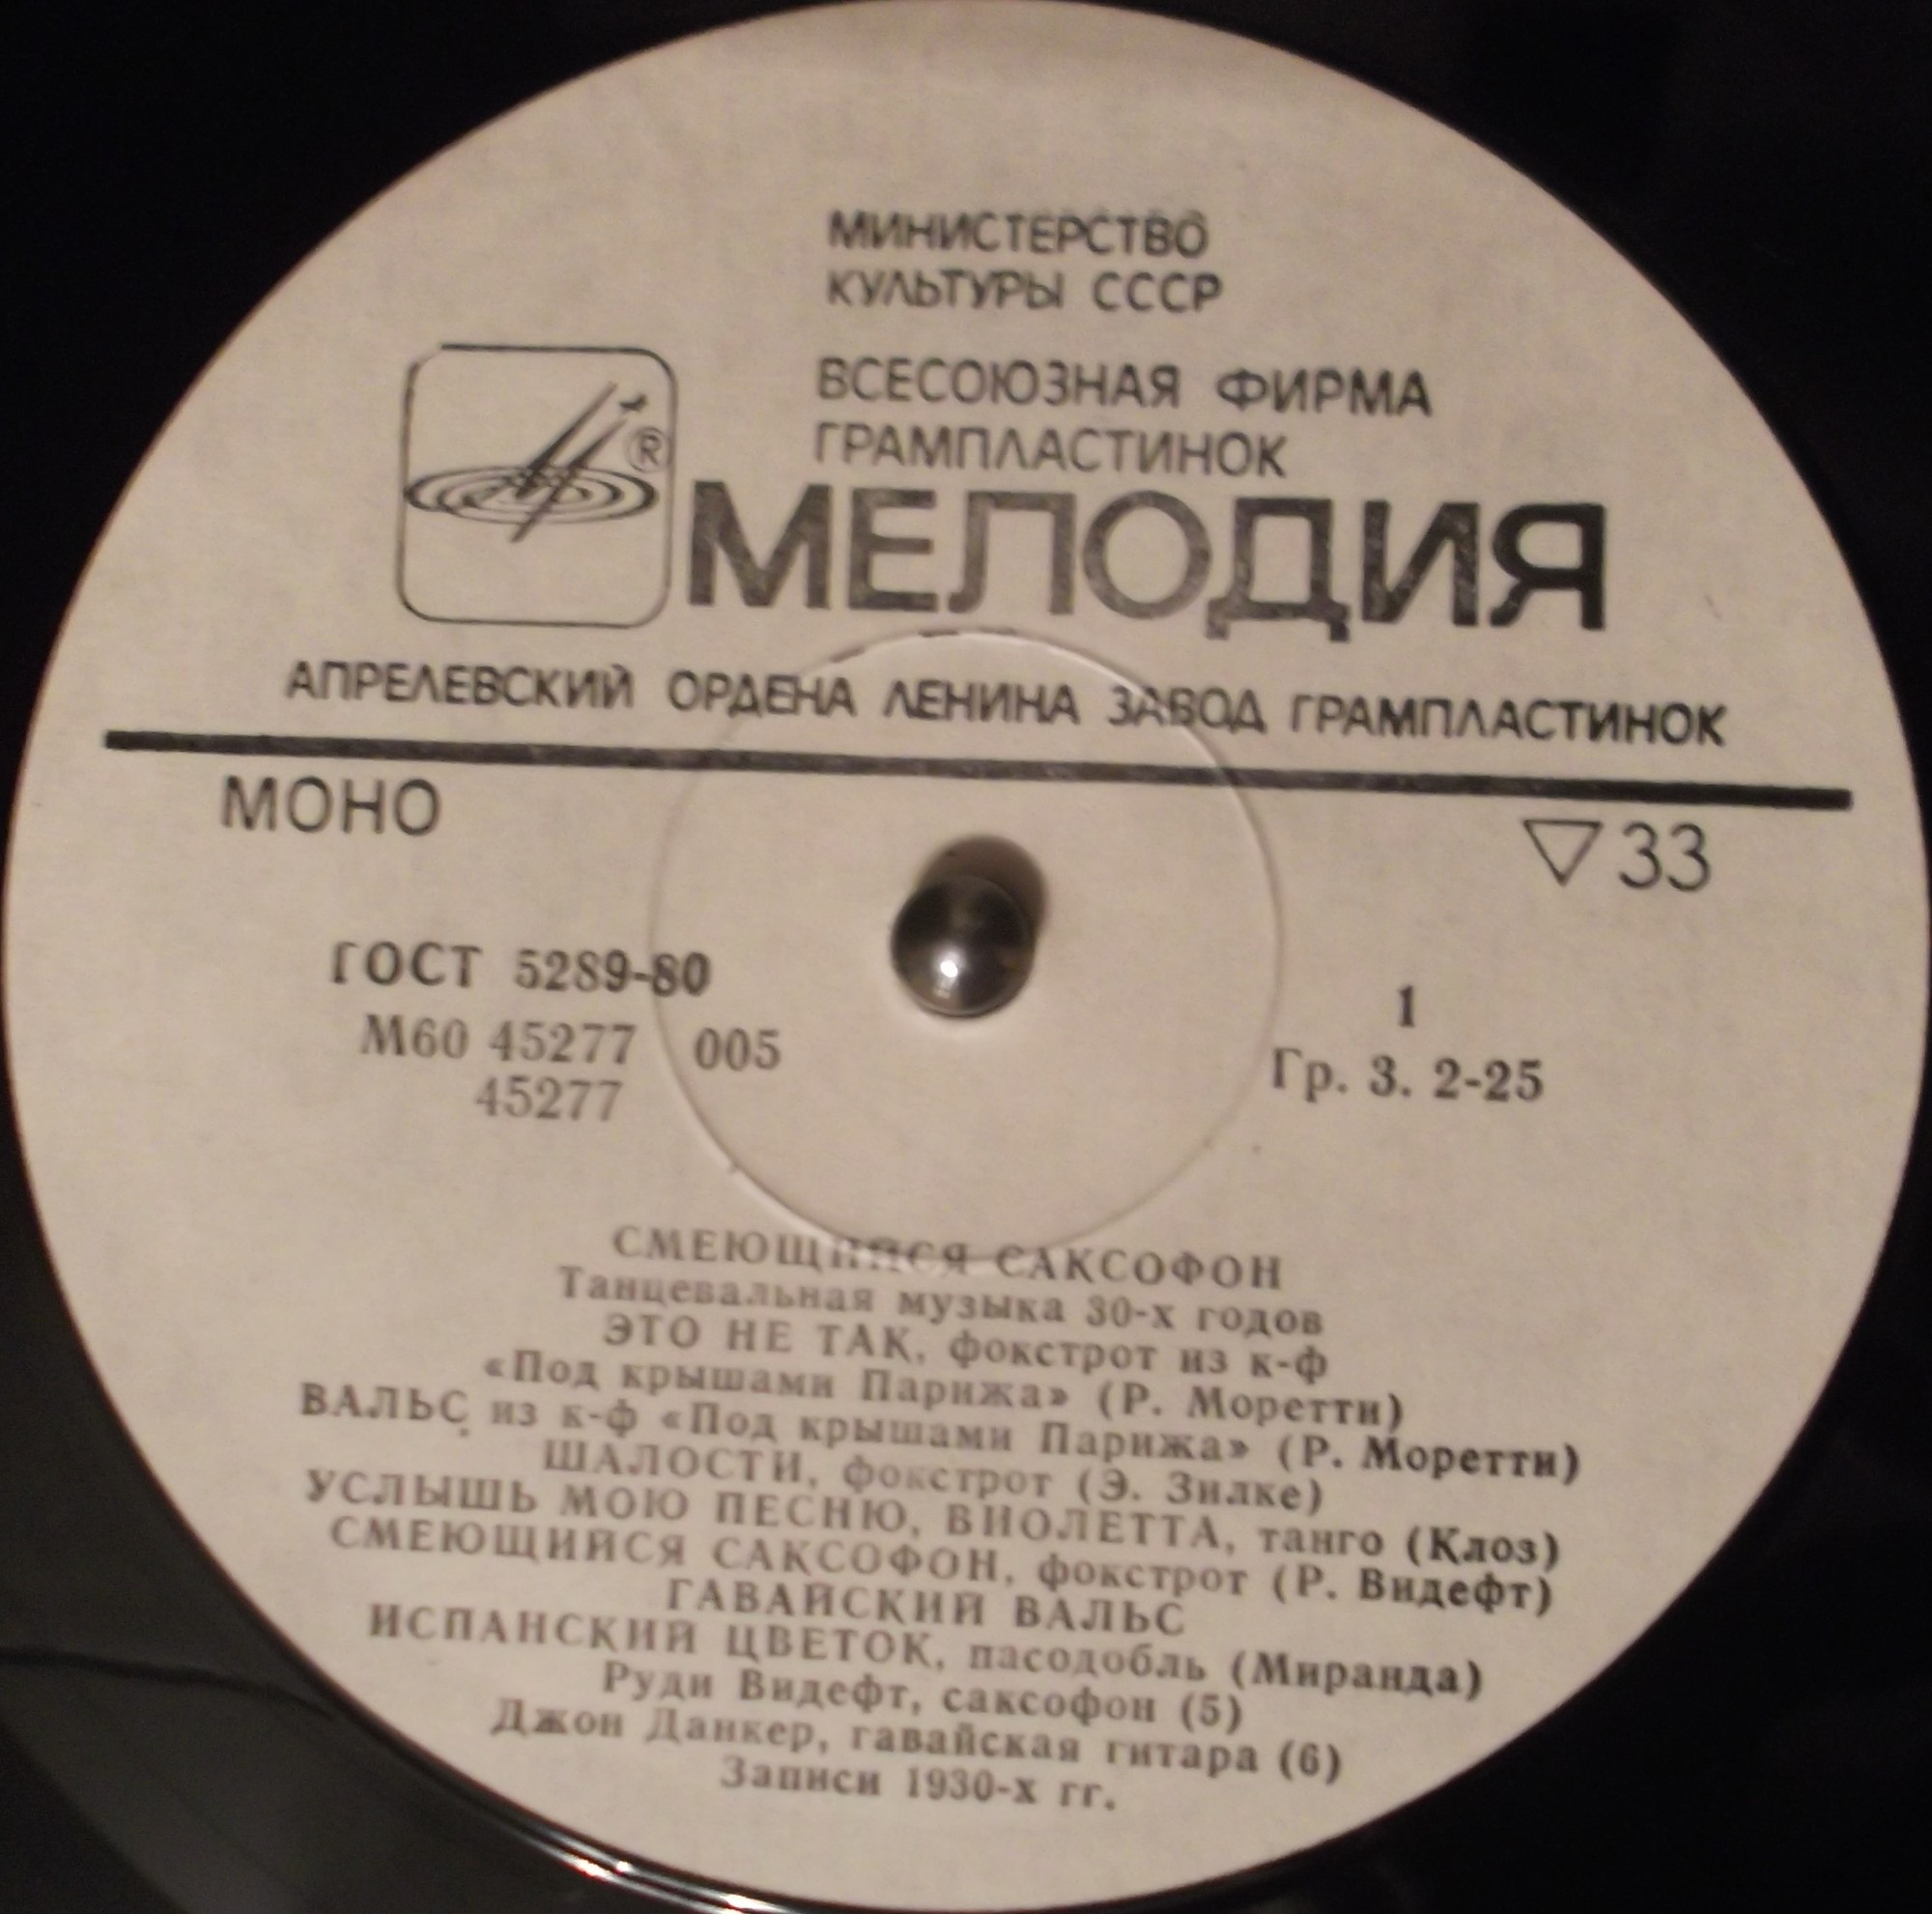 МИНИСТЕРСТВО
КУЛЬТУРЫ СССР
ВСЕСОЮЗНАЯ ФИРМА
ГРАМПЛАСТИНОК
®
МЕЛОДИЯ
АПРЕЛЕВСКИЙ ОРДЕНА ЛЕНИНА ЗАВОД ГРАМПЛАСТИНОК
МОНО
▽33
ГОСТ 5289-80
М60 45277 005
45277
1
Гр. 3. 2-25
СМЕЮЩИЙСЯ САКСОФОН
Танцевальная музыка 30-х годов
ЭТО НЕ ТАК, фокстрот из к-ф
«Под крышами Парижа» (Р. Моретти)
ВАЛЬС из к-ф «Под крышами Парижа» (Р. Моретти)
ШАЛОСТИ, фокстрот (Э. Зилке)
УСЛЫШЬ МОЮ ПЕСНЮ, ВИОЛЕТТА, танго (Клоз)
СМЕЮЩИЙСЯ САКСОФОН, фокстрот (Р. Видефт)
ГАВАЙСКИЙ ВАЛЬС
ИСПАНСКИЙ ЦВЕТОК, пасодобль (Миранда)
Руди Видефт, саксофон (5)
Джон Данкер, гавайская гитара (6)
Записи 1930-х гг.